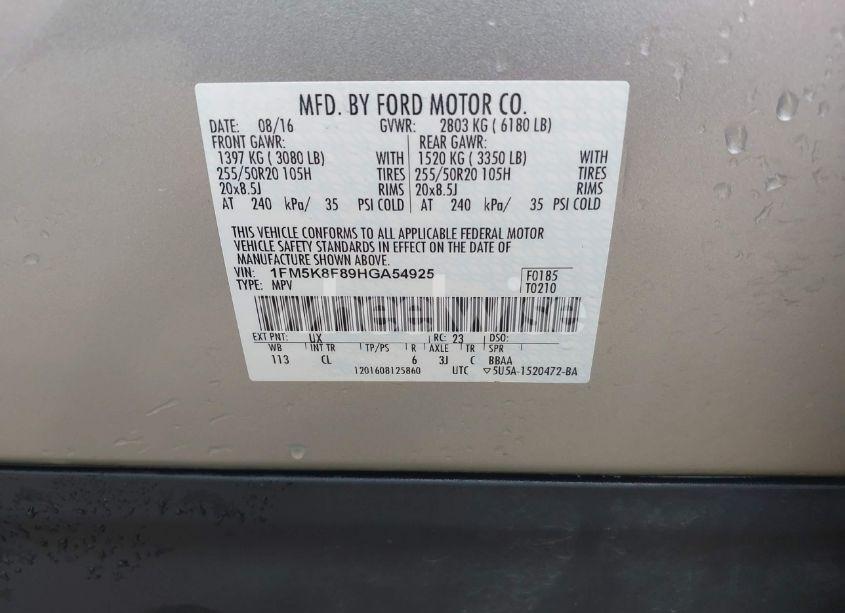 MFD. BY FORD MOTOR CO.
DATE: 08/16 GVWR: 2803 KG ( 6180 LB)
FRONT GAWR: REAR GAWR:
1397 KG ( 3080 LB) WITH 1520 KG ( 3350 LB) WITH
255/50R20 105H TIRES 255/50R20 105H TIRES
20x8.5J RIMS 20x8.5J RIMS
AT 240 kPa/ 35 PSI COLD AT 240 kPa/ 35 PSI COLD
THIS VEHICLE CONFORMS TO ALL APPLICABLE FEDERAL MOTOR
VEHICLE SAFETY STANDARDS IN EFFECT ON THE DATE OF
MANUFACTURE SHOWN ABOVE.
VIN: 1FM5K8F89HGA54925 F0185
TYPE: MPV T0210
EXT PNT: UX RC: 23 DSO:
WB INT TR TP/PS R AXLE TR SPR
113 CL 6 3J C BBAA
1201608125860 UTC ▽5U5A-1520472-BA